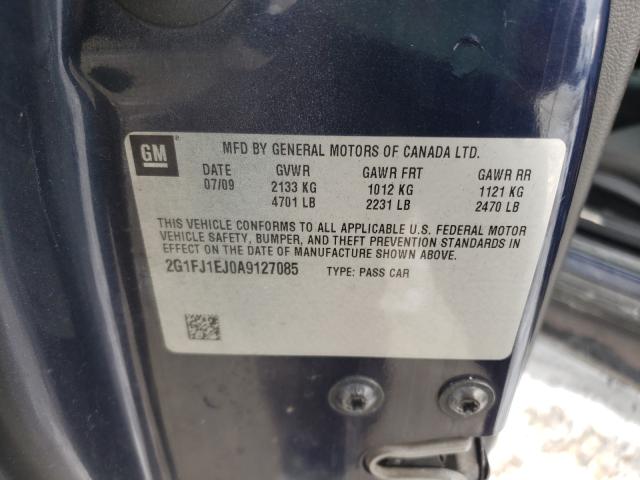 GM
MFD BY GENERAL MOTORS OF CANADA LTD.
DATE GVWR GAWR FRT GAWR RR
07/09 2133 KG 1012 KG 1121 KG
4701 LB 2231 LB 2470 LB
THIS VEHICLE CONFORMS TO ALL APPLICABLE U.S. FEDERAL MOTOR
VEHICLE SAFETY, BUMPER, AND THEFT PREVENTION STANDARDS IN
EFFECT ON THE DATE OF MANUFACTURE SHOWN ABOVE.
2G1FJ1EJ0A9127085 TYPE: PASS CAR